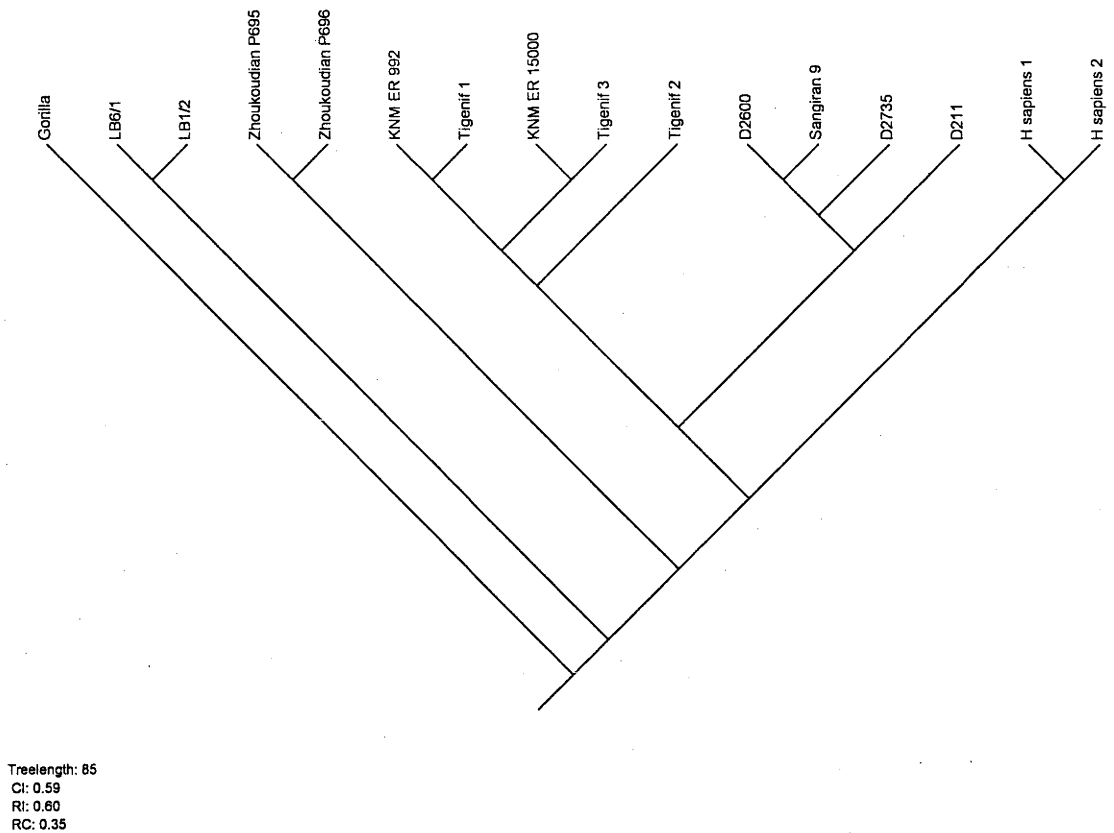 Gorilla
LB6/1
LB1/2
Zhoukoudian P695
Zhoukoudian P696
KNM ER 992
Tigenif 1
KNM ER 15000
Tigenif 3
Tigenif 2
D2600
Sangiran 9
D2735
D211
H sapiens 1
H sapiens 2
Treelength: 65
CI: 0.59
RI: 0.60
RC: 0.35